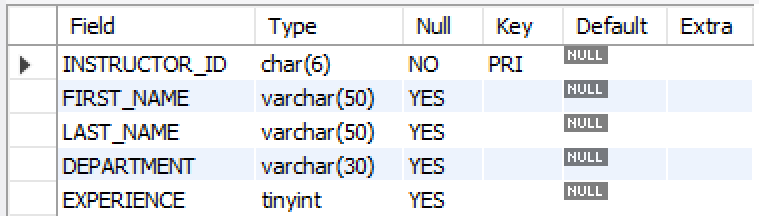 Field Type Null Key Default Extra
INSTRUCTOR_ID char(6) NO PRI NULL
FIRST_NAME varchar(50) YES NULL
LAST_NAME varchar(50) YES NULL
DEPARTMENT varchar(30) YES NULL
EXPERIENCE tinyint YES NULL